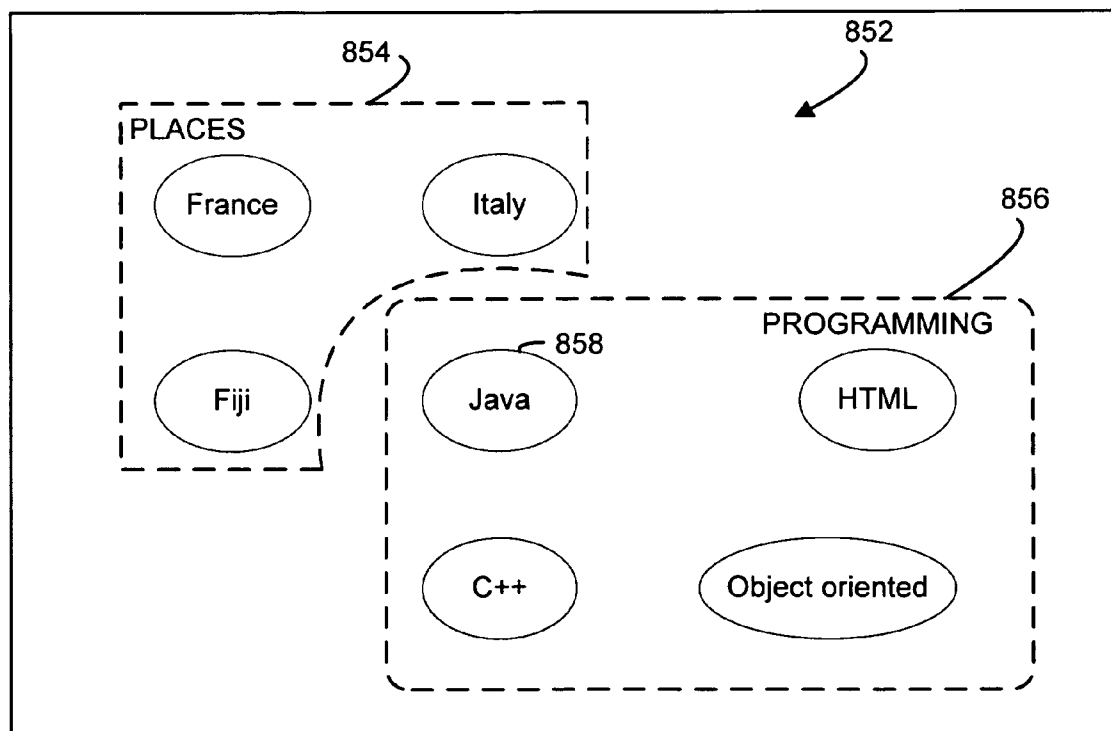 852
854
PLACES
France
Italy
856
PROGRAMMING
858
Fiji
Java
HTML
C++
Object oriented